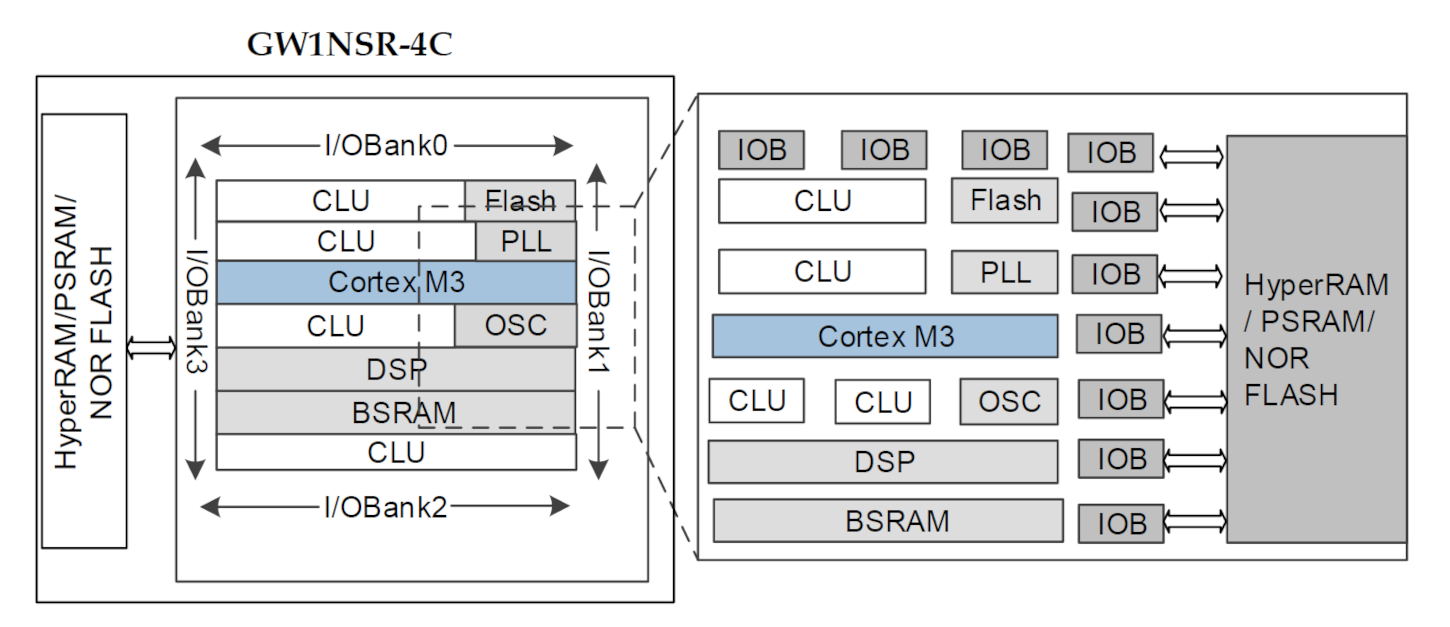 GW1NSR-4C
HyperRAM/PSRAM/
NOR FLASH
I/OBank0
I/OBank3
CLU
Flash
CLU
PLL
Cortex M3
CLU
OSC
DSP
BSRAM
CLU
I/OBank1
I/OBank2
IOB
IOB
IOB
IOB
CLU
Flash
IOB
CLU
PLL
IOB
Cortex M3
IOB
CLU
CLU
OSC
IOB
DSP
IOB
BSRAM
IOB
HyperRAM
/ PSRAM/
NOR
FLASH